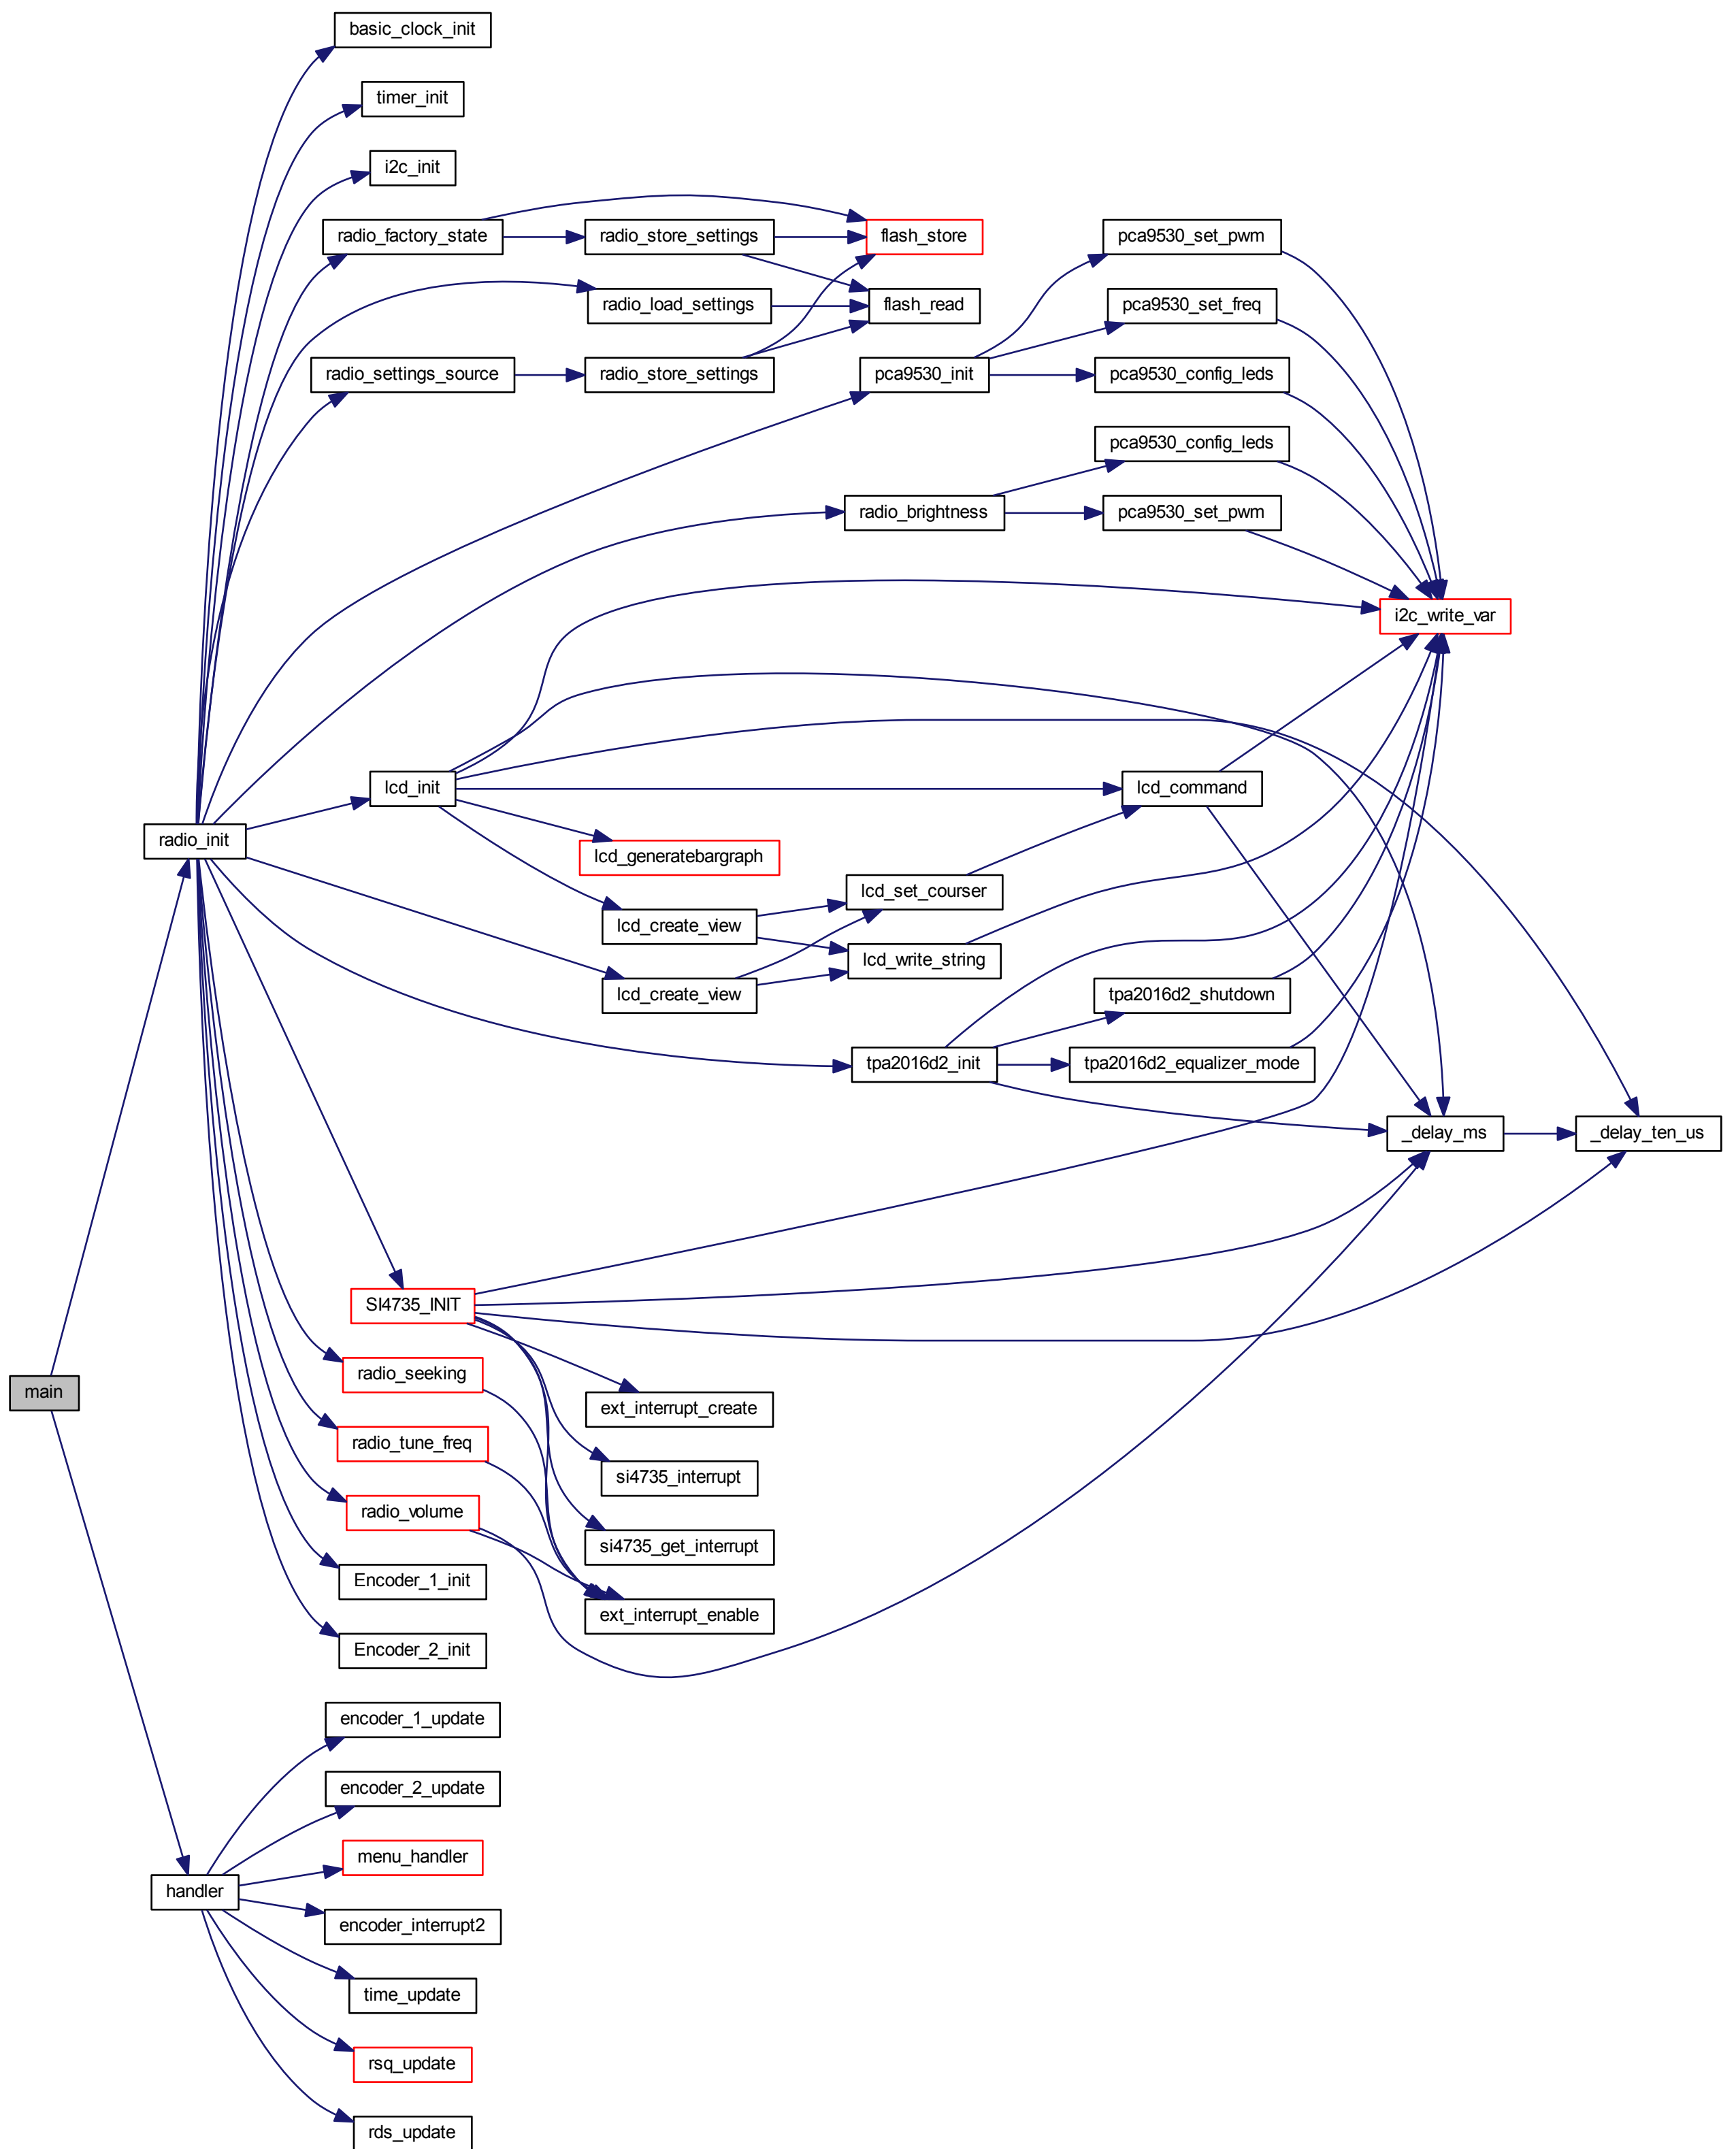 basic_clock_init
timer_init
i2c_init
radio_factory_state
radio_store_settings
flash_store
pca9530_set_pwm
radio_load_settings
flash_read
pca9530_set_freq
radio_settings_source
radio_store_settings
pca9530_init
pca9530_config_leds
pca9530_config_leds
radio_brightness
pca9530_set_pwm
i2c_write_var
lcd_init
lcd_command
radio_init
lcd_generatebargraph
lcd_set_courser
lcd_create_view
lcd_write_string
lcd_create_view
tpa2016d2_shutdown
tpa2016d2_init
tpa2016d2_equalizer_mode
_delay_ms
_delay_ten_us
SI4735_INIT
radio_seeking
main
ext_interrupt_create
radio_tune_freq
si4735_interrupt
radio_volume
si4735_get_interrupt
Encoder_1_init
ext_interrupt_enable
Encoder_2_init
encoder_1_update
encoder_2_update
menu_handler
handler
encoder_interrupt2
time_update
rsq_update
rds_update